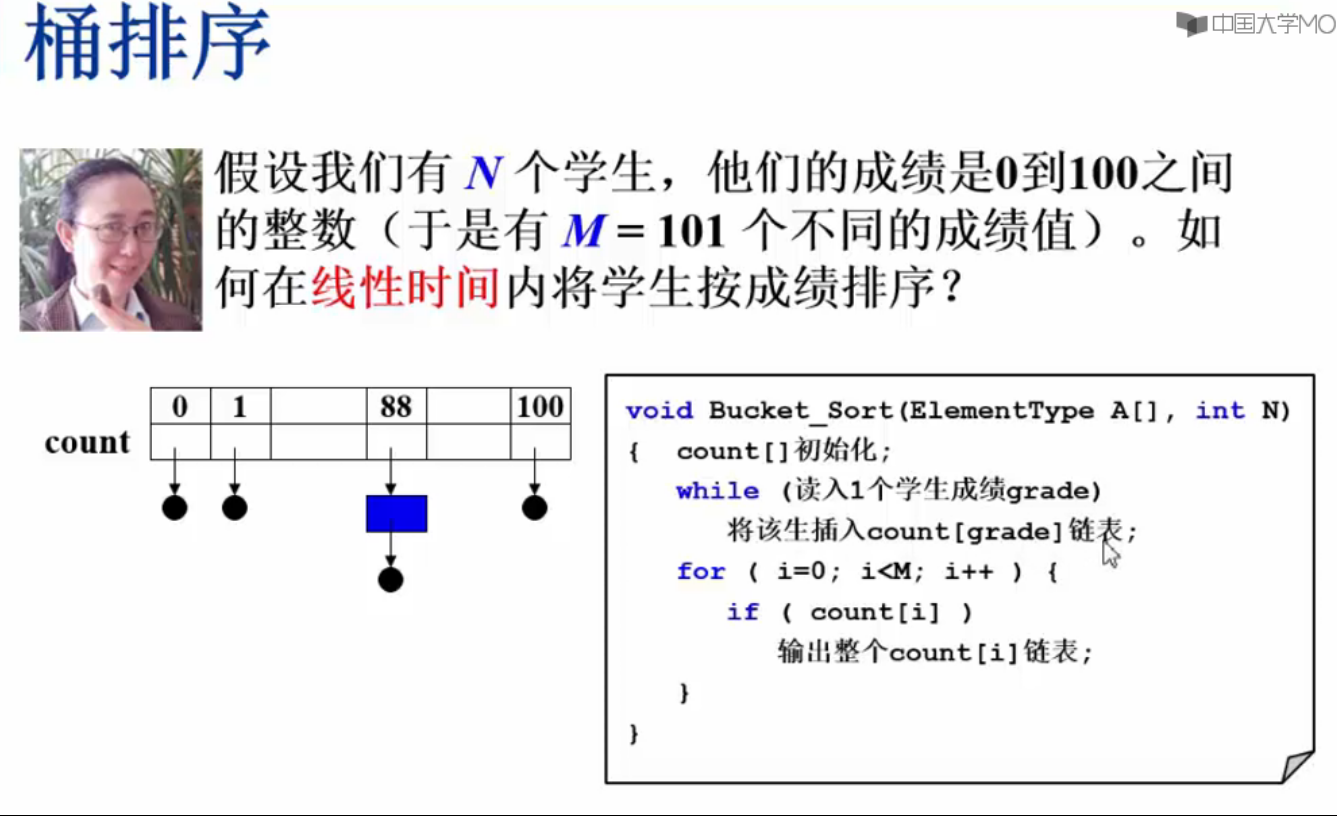 桶排序
中国大学MO
假设我们有 N 个学生，他们的成绩是0到100之间
的整数（于是有 M = 101 个不同的成绩值）。如
何在线性时间内将学生按成绩排序？
0 1 88 100
count
void Bucket_Sort(ElementType A[], int N)
{ count[]初始化;
while (读入1个学生成绩grade)
将该生插入count[grade]链表;
for ( i=0; i<M; i++ ) {
if ( count[i] )
输出整个count[i]链表;
}
}